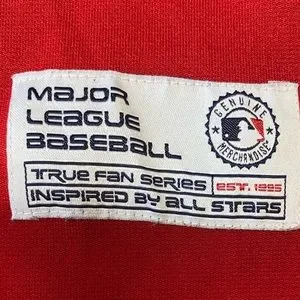 MAJOR
LEAGUE
BASEBALL
GENUINE
MERCHANDISE
TRUE FAN SERIES EST. 1995
INSPIRED BY ALL STARS